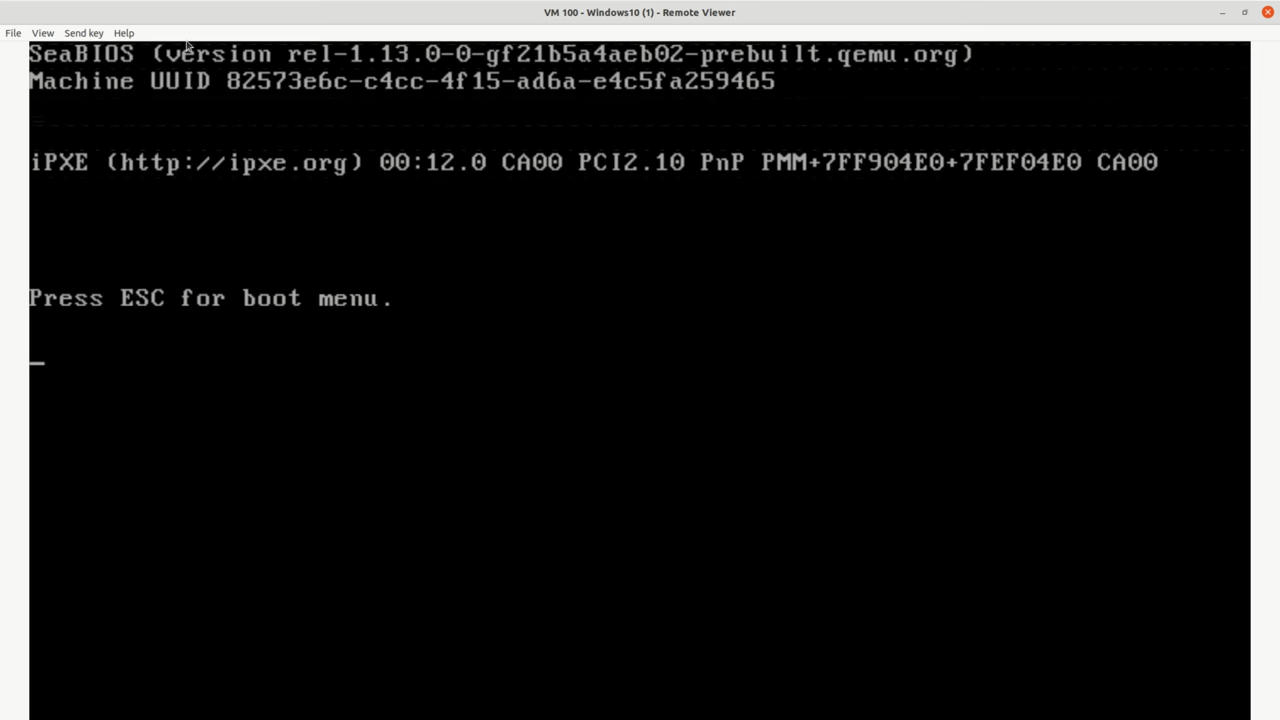 VM 100 - Windows10 (1) - Remote Viewer
File View Send key Help
SeaBIOS (version rel-1.13.0-0-gf21b5a4aeb02-prebuilt.qemu.org)
Machine UUID 82573e6c-c4cc-4f15-ad6a-e4c5fa259465
iPXE (http://ipxe.org) 00:12.0 CA00 PCI2.10 PnP PMM+7FF904E0+7FEF04E0 CA00
Press ESC for boot menu.